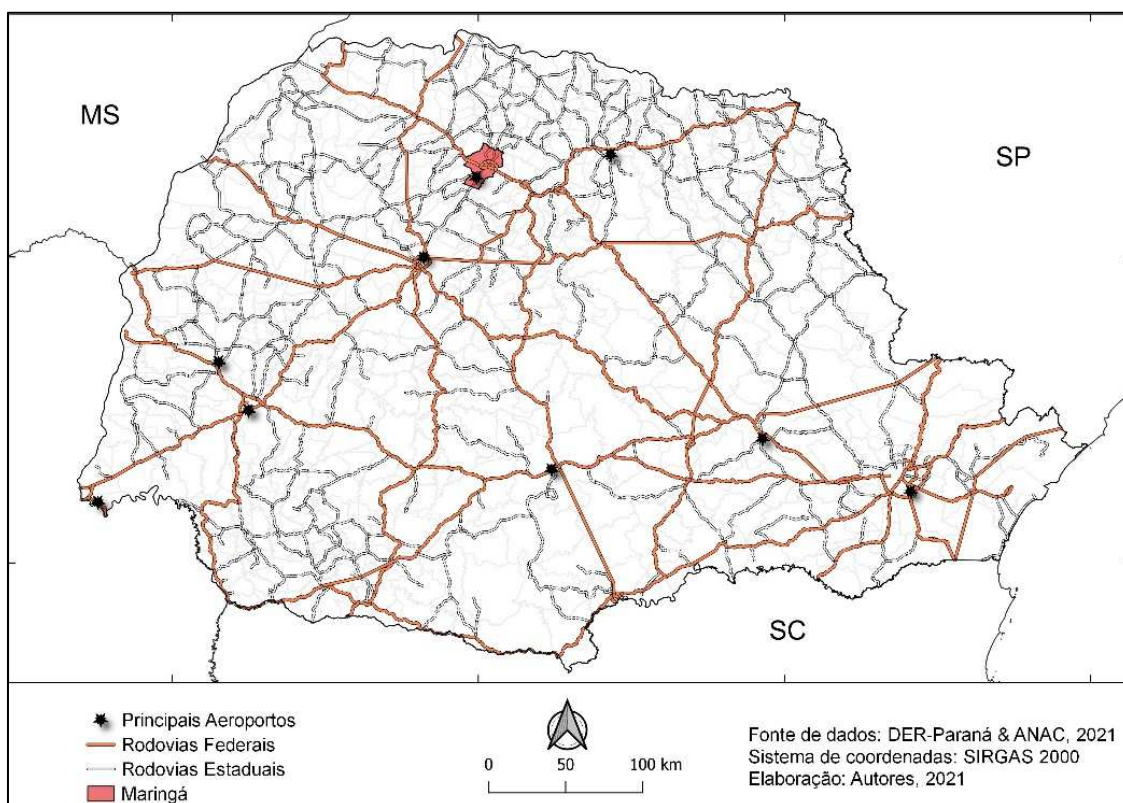 MS
SP
SC
Principais Aeroportos
Rodovias Federais
Rodovias Estaduais
Maringá
0 50 100 km
Fonte de dados: DER-Paraná & ANAC, 2021
Sistema de coordenadas: SIRGAS 2000
Elaboração: Autores, 2021